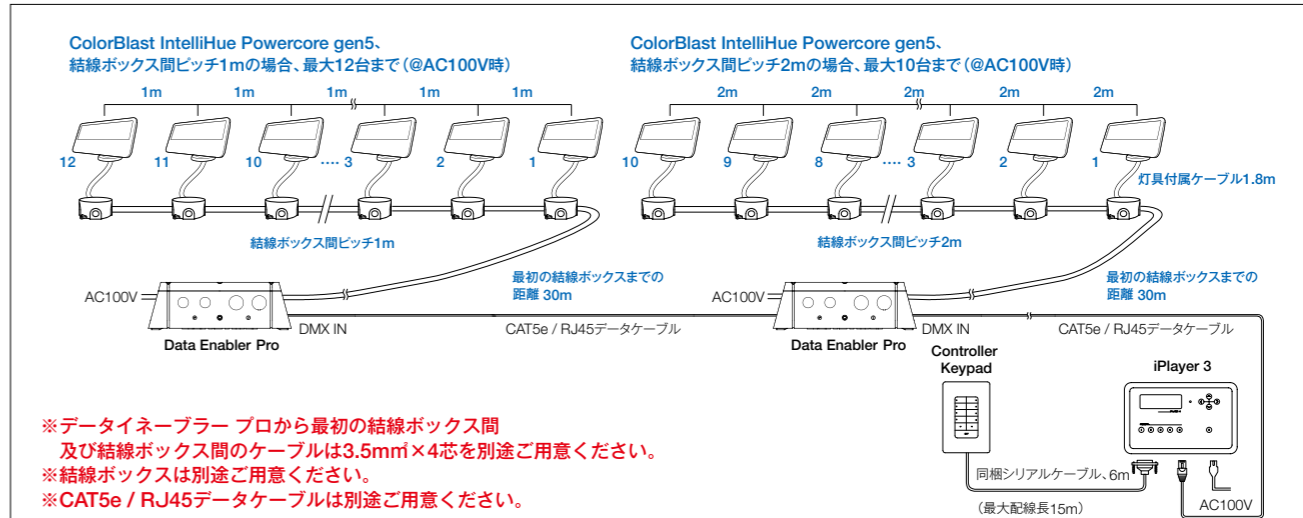 ColorBlast IntelliHue Powercore gen5、
結線ボックス間ピッチ1mの場合、最大12台まで（@AC100V時）
1m 1m 1m 1m 1m
12 11 10 ···· 3 2 1
結線ボックス間ピッチ1m
最初の結線ボックスまでの
距離 30m
AC100V
DMX IN
CAT5e / RJ45データケーブル
Data Enabler Pro
ColorBlast IntelliHue Powercore gen5、
結線ボックス間ピッチ2mの場合、最大10台まで（@AC100V時）
2m 2m 2m 2m 2m
10 9 8 ···· 3 2 1
灯具付属ケーブル1.8m
結線ボックス間ピッチ2m
最初の結線ボックスまでの
距離 30m
AC100V
DMX IN
CAT5e / RJ45データケーブル
Data Enabler Pro
Controller
Keypad
iPlayer 3
同梱シリアルケーブル、6m
（最大配線長15m）
AC100V
※データイネーブラー プロから最初の結線ボックス間
及び結線ボックス間のケーブルは3.5m㎡×4芯を別途ご用意ください。
※結線ボックスは別途ご用意ください。
※CAT5e / RJ45データケーブルは別途ご用意ください。